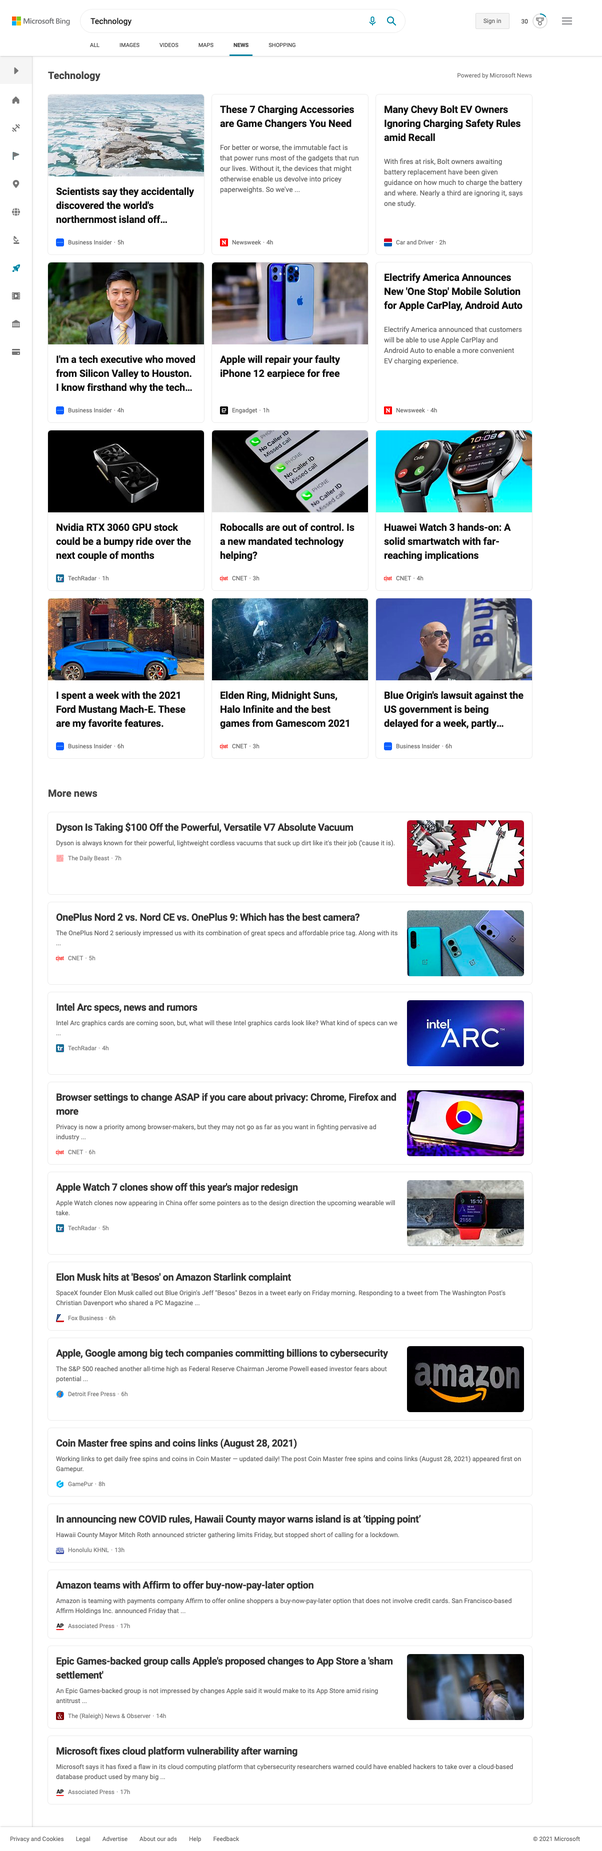 Microsoft Bing
Technology
Sign in
30
ALL
IMAGES
VIDEOS
MAPS
NEWS
SHOPPING
Technology
Powered by Microsoft News
Scientists say they accidentally
discovered the world's
northernmost island off...
Business Insider · 5h
These 7 Charging Accessories
are Game Changers You Need
For better or worse, the immutable fact is
that power runs most of the gadgets that run
our lives. Without it, the devices that might
otherwise enable us devolve into pricey
paperweights. So we've ...
Newsweek · 4h
Many Chevy Bolt EV Owners
Ignoring Charging Safety Rules
amid Recall
With fires at risk, Bolt owners awaiting
battery replacement have been given
guidance on how much to charge the battery
and where. Nearly a third are ignoring it, says
one study.
Car and Driver · 2h
I'm a tech executive who moved
from Silicon Valley to Houston.
I know firsthand why the tech...
Business Insider · 4h
Apple will repair your faulty
iPhone 12 earpiece for free
Engadget · 1h
Electrify America Announces
New 'One Stop' Mobile Solution
for Apple CarPlay, Android Auto
Electrify America announced that customers
will be able to use Apple CarPlay and
Android Auto to enable a more convenient
EV charging experience.
Newsweek · 4h
No Caller ID
Missed call
PHONE
No Caller ID
Missed call
PHONE
No Caller ID
Missed call
10:08
Nvidia RTX 3060 GPU stock
could be a bumpy ride over the
next couple of months
TechRadar · 1h
Robocalls are out of control. Is
a new mandated technology
helping?
CNET · 3h
Huawei Watch 3 hands-on: A
solid smartwatch with far-
reaching implications
CNET · 4h
BLUE
I spent a week with the 2021
Ford Mustang Mach-E. These
are my favorite features.
Business Insider · 6h
Elden Ring, Midnight Suns,
Halo Infinite and the best
games from Gamescom 2021
CNET · 3h
Blue Origin's lawsuit against the
US government is being
delayed for a week, partly...
Business Insider · 6h
More news
Dyson Is Taking $100 Off the Powerful, Versatile V7 Absolute Vacuum
Dyson is always known for their powerful, lightweight cordless vacuums that suck up dirt like it's their job ('cause it is).
The Daily Beast · 7h
OnePlus Nord 2 vs. Nord CE vs. OnePlus 9: Which has the best camera?
The OnePlus Nord 2 seriously impressed us with its combination of great specs and affordable price tag. Along with its
...
CNET · 5h
Intel Arc specs, news and rumors
Intel Arc graphics cards are coming soon, but, what will these Intel graphics cards look like? What kind of specs can we
...
TechRadar · 4h
intel
ARC™
Browser settings to change ASAP if you care about privacy: Chrome, Firefox and
more
Privacy is now a priority among browser-makers, but they may not go as far as you want in fighting pervasive ad
industry ...
CNET · 6h
Apple Watch 7 clones show off this year's major redesign
Apple Watch clones now appearing in China offer some pointers as to the design direction the upcoming wearable will
take.
TechRadar · 5h
15:10
Elon Musk hits at 'Besos' on Amazon Starlink complaint
SpaceX founder Elon Musk called out Blue Origin's Jeff "Besos" Bezos in a tweet early on Friday morning. Responding to a tweet from The Washington Post's
Christian Davenport who shared a PC Magazine ...
Fox Business · 6h
Apple, Google among big tech companies committing billions to cybersecurity
The S&P 500 reached another all-time high as Federal Reserve Chairman Jerome Powell eased investor fears about
potential ...
Detroit Free Press · 6h
amazon
Coin Master free spins and coins links (August 28, 2021)
Working links to get daily free spins and coins in Coin Master — updated daily! The post Coin Master free spins and coins links (August 28, 2021) appeared first on
Gamepur.
GamePur · 8h
In announcing new COVID rules, Hawaii County mayor warns island is at 'tipping point'
Hawaii County Mayor Mitch Roth announced stricter gathering limits Friday, but stopped short of calling for a lockdown.
Honolulu KHNL · 13h
Amazon teams with Affirm to offer buy-now-pay-later option
Amazon is teaming with payments company Affirm to offer online shoppers a buy-now-pay-later option that does not involve credit cards. San Francisco-based
Affirm Holdings Inc. announced Friday that ...
Associated Press · 17h
Epic Games-backed group calls Apple's proposed changes to App Store a 'sham
settlement'
An Epic Games-backed group is not impressed by changes Apple said it would make to its App Store amid rising
antitrust ...
The (Raleigh) News & Observer · 14h
Microsoft fixes cloud platform vulnerability after warning
Microsoft says it has fixed a flaw in its cloud computing platform that cybersecurity researchers warned could have enabled hackers to take over a cloud-based
database product used by many big ...
Associated Press · 17h
Privacy and Cookies
Legal
Advertise
About our ads
Help
Feedback
© 2021 Microsoft